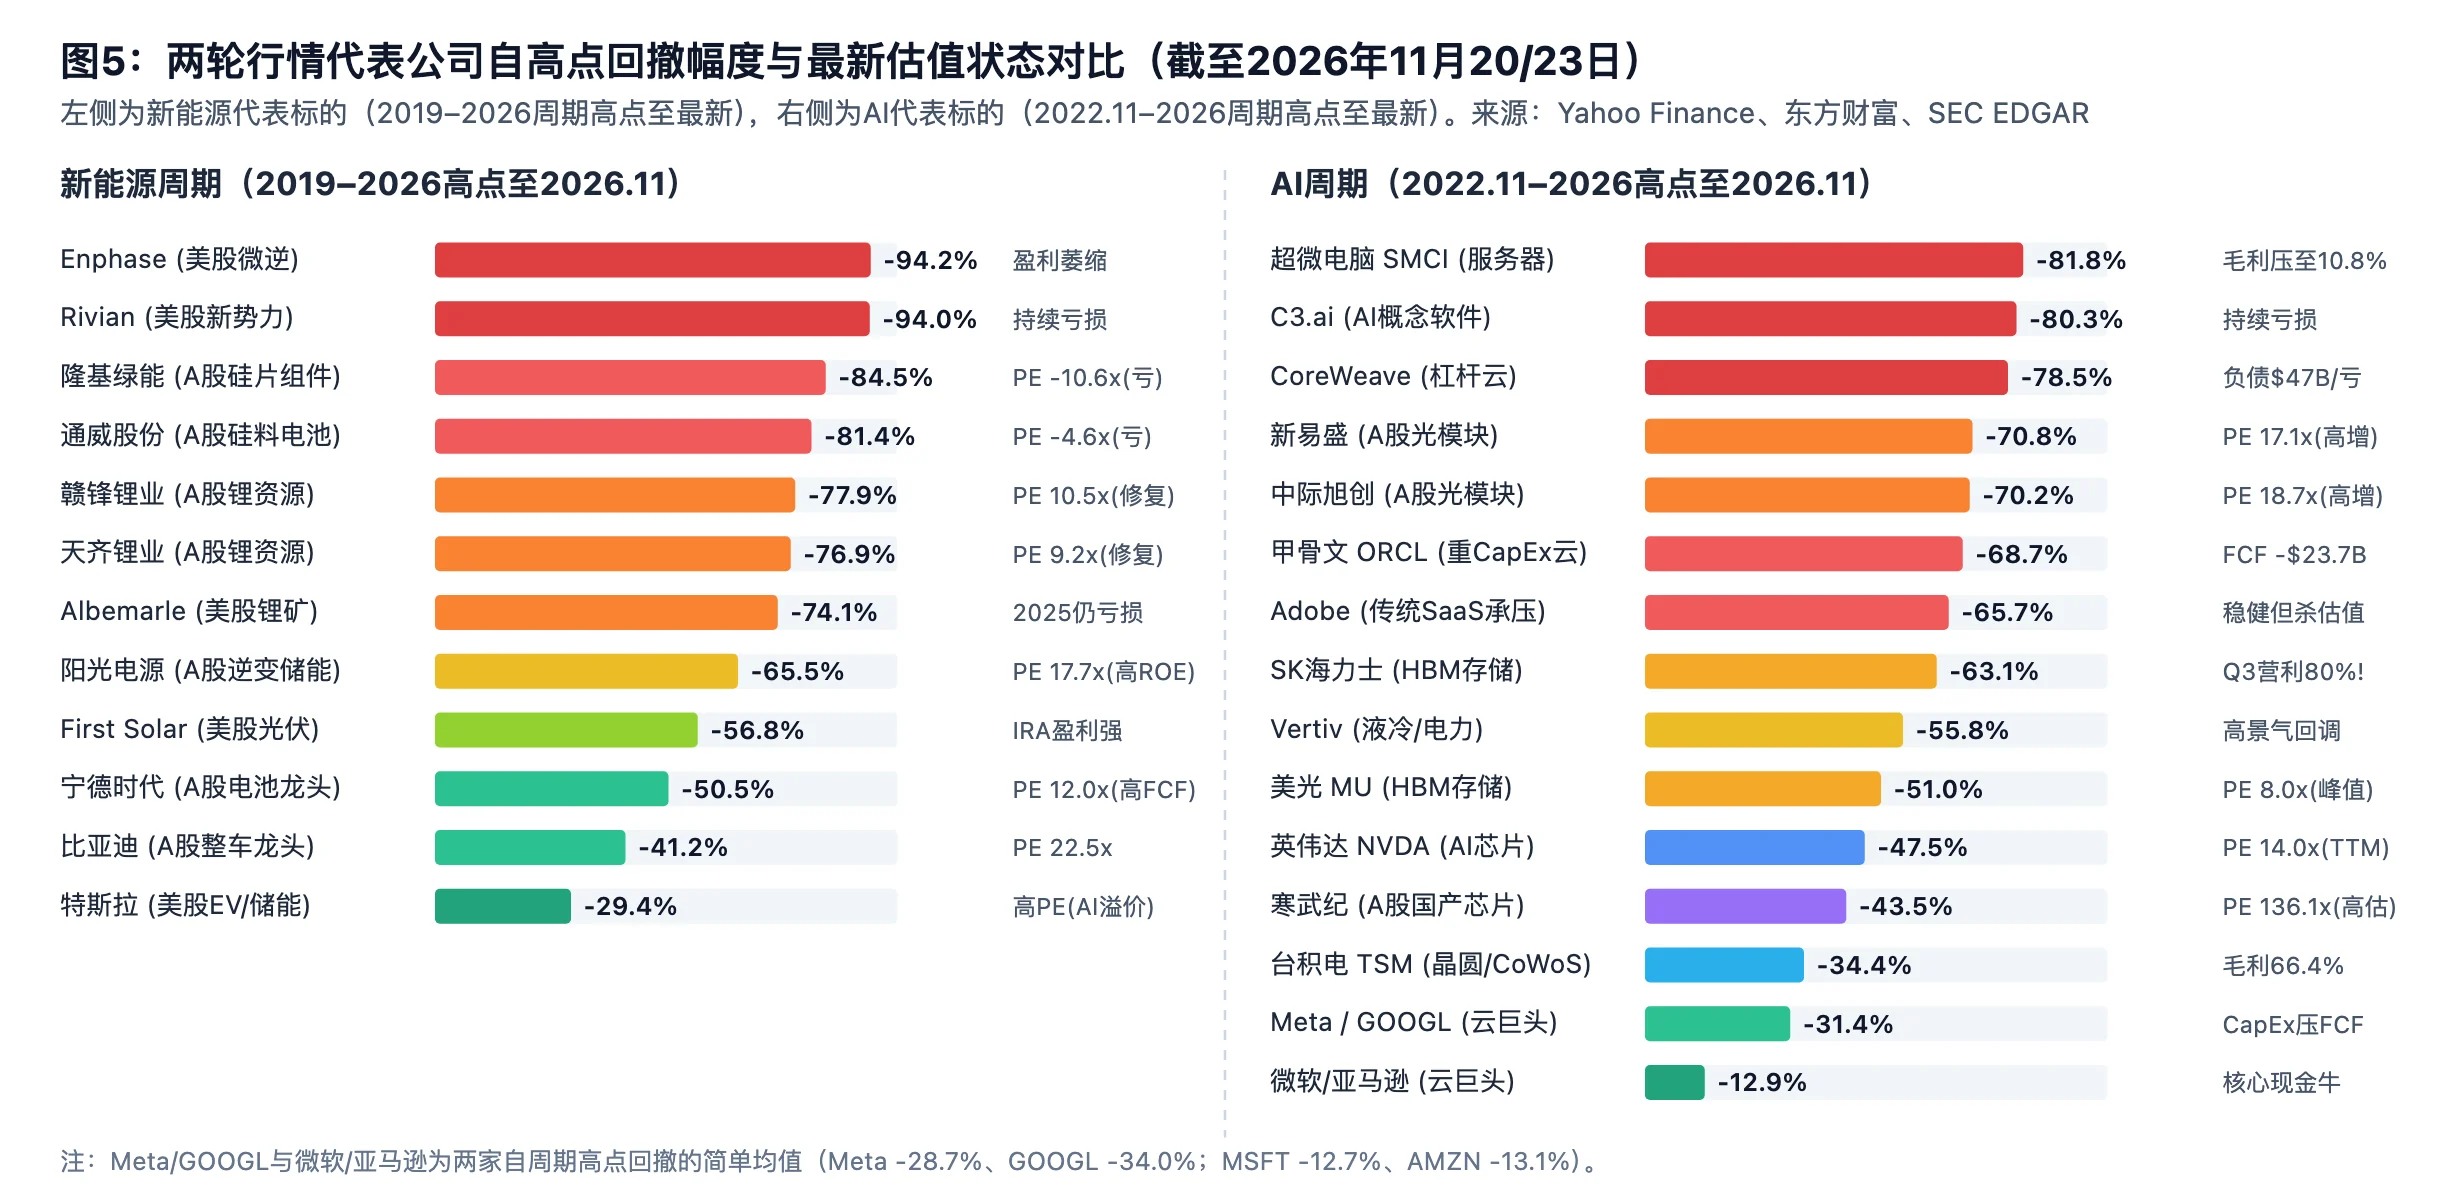 图5：两轮行情代表公司自高点回撤幅度与最新估值状态对比（截至2026年11月20/23日）
左侧为新能源代表标的（2019–2026周期高点至最新），右侧为AI代表标的（2022.11–2026周期高点至最新）。来源：Yahoo Finance、东方财富、SEC EDGAR
新能源周期（2019–2026高点至2026.11）
Enphase (美股微逆) -94.2% 盈利萎缩
Rivian (美股新势力) -94.0% 持续亏损
隆基绿能 (A股硅片组件) -84.5% PE -10.6x(亏)
通威股份 (A股硅料电池) -81.4% PE -4.6x(亏)
赣锋锂业 (A股锂资源) -77.9% PE 10.5x(修复)
天齐锂业 (A股锂资源) -76.9% PE 9.2x(修复)
Albemarle (美股锂矿) -74.1% 2025仍亏损
阳光电源 (A股逆变储能) -65.5% PE 17.7x(高ROE)
First Solar (美股光伏) -56.8% IRA盈利强
宁德时代 (A股电池龙头) -50.5% PE 12.0x(高FCF)
比亚迪 (A股整车龙头) -41.2% PE 22.5x
特斯拉 (美股EV/储能) -29.4% 高PE(AI溢价)
AI周期（2022.11–2026高点至2026.11）
超微电脑 SMCI (服务器) -81.8% 毛利压至10.8%
C3.ai (AI概念软件) -80.3% 持续亏损
CoreWeave (杠杆云) -78.5% 负债$47B/亏
新易盛 (A股光模块) -70.8% PE 17.1x(高增)
中际旭创 (A股光模块) -70.2% PE 18.7x(高增)
甲骨文 ORCL (重CapEx云) -68.7% FCF -$23.7B
Adobe (传统SaaS承压) -65.7% 稳健但杀估值
SK海力士 (HBM存储) -63.1% Q3营利80%!
Vertiv (液冷/电力) -55.8% 高景气回调
美光 MU (HBM存储) -51.0% PE 8.0x(峰值)
英伟达 NVDA (AI芯片) -47.5% PE 14.0x(TTM)
寒武纪 (A股国产芯片) -43.5% PE 136.1x(高估)
台积电 TSM (晶圆/CoWoS) -34.4% 毛利66.4%
Meta / GOOGL (云巨头) -31.4% CapEx压FCF
微软/亚马逊 (云巨头) -12.9% 核心现金牛
注：Meta/GOOGL与微软/亚马逊为两家自周期高点回撤的简单均值（Meta -28.7%、GOOGL -34.0%；MSFT -12.7%、AMZN -13.1%）。